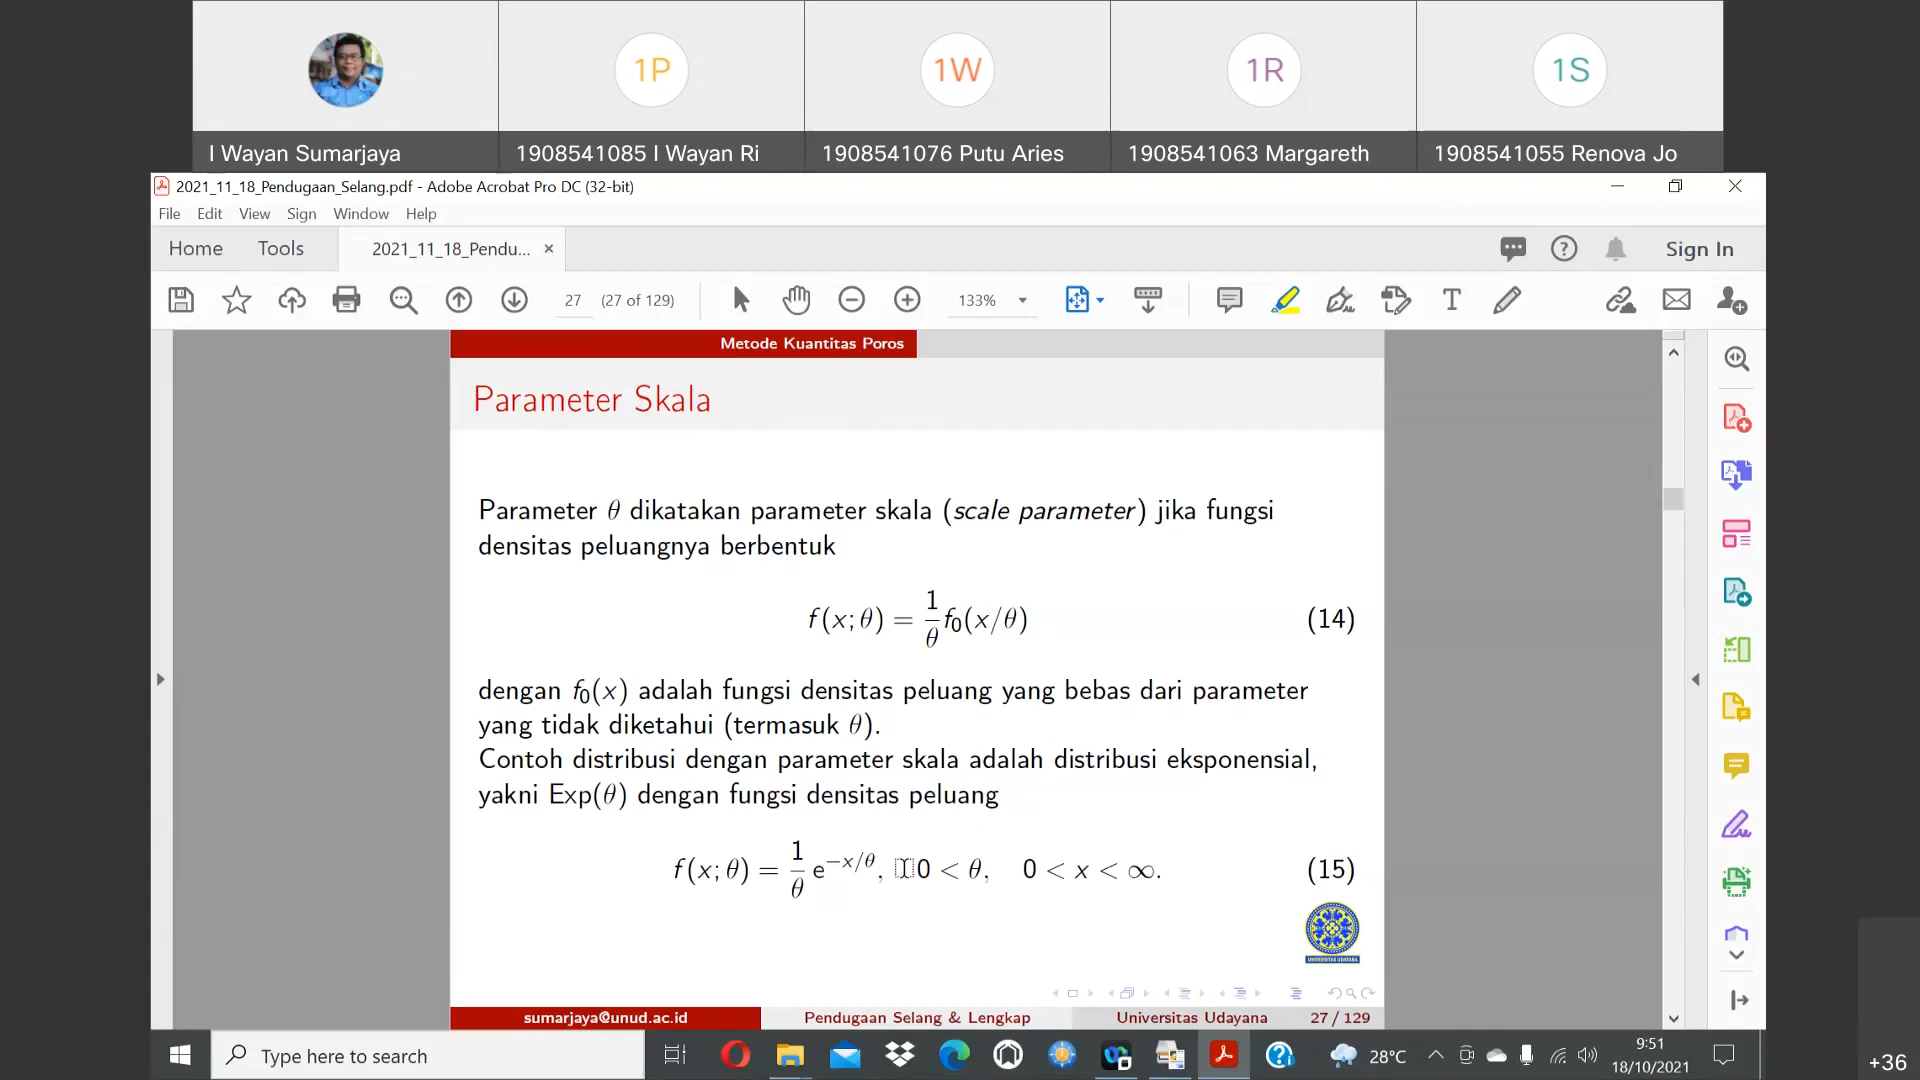 1P
1W
1R
1S
I Wayan Sumarjaya
1908541085 I Wayan Ri
1908541076 Putu Aries
1908541063 Margareth
1908541055 Renova Jo
2021_11_18_Pendugaan_Selang.pdf - Adobe Acrobat Pro DC (32-bit)
File Edit View Sign Window Help
Home Tools 2021_11_18_Pendu... × Sign In
27 (27 of 129) 133%
Metode Kuantitas Poros
Parameter Skala
Parameter θ dikatakan parameter skala (scale parameter) jika fungsi
densitas peluangnya berbentuk
f(x; θ) = 1/θ f₀(x/θ) (14)
dengan f₀(x) adalah fungsi densitas peluang yang bebas dari parameter
yang tidak diketahui (termasuk θ).
Contoh distribusi dengan parameter skala adalah distribusi eksponensial,
yakni Exp(θ) dengan fungsi densitas peluang
f(x; θ) = 1/θ e^{−x/θ}, 0 < θ, 0 < x < ∞. (15)
UNIVERSITAS UDAYANA
sumarjaya@unud.ac.id Pendugaan Selang & Lengkap Universitas Udayana 27 / 129
Type here to search
28°C
9:51
18/10/2021
+36